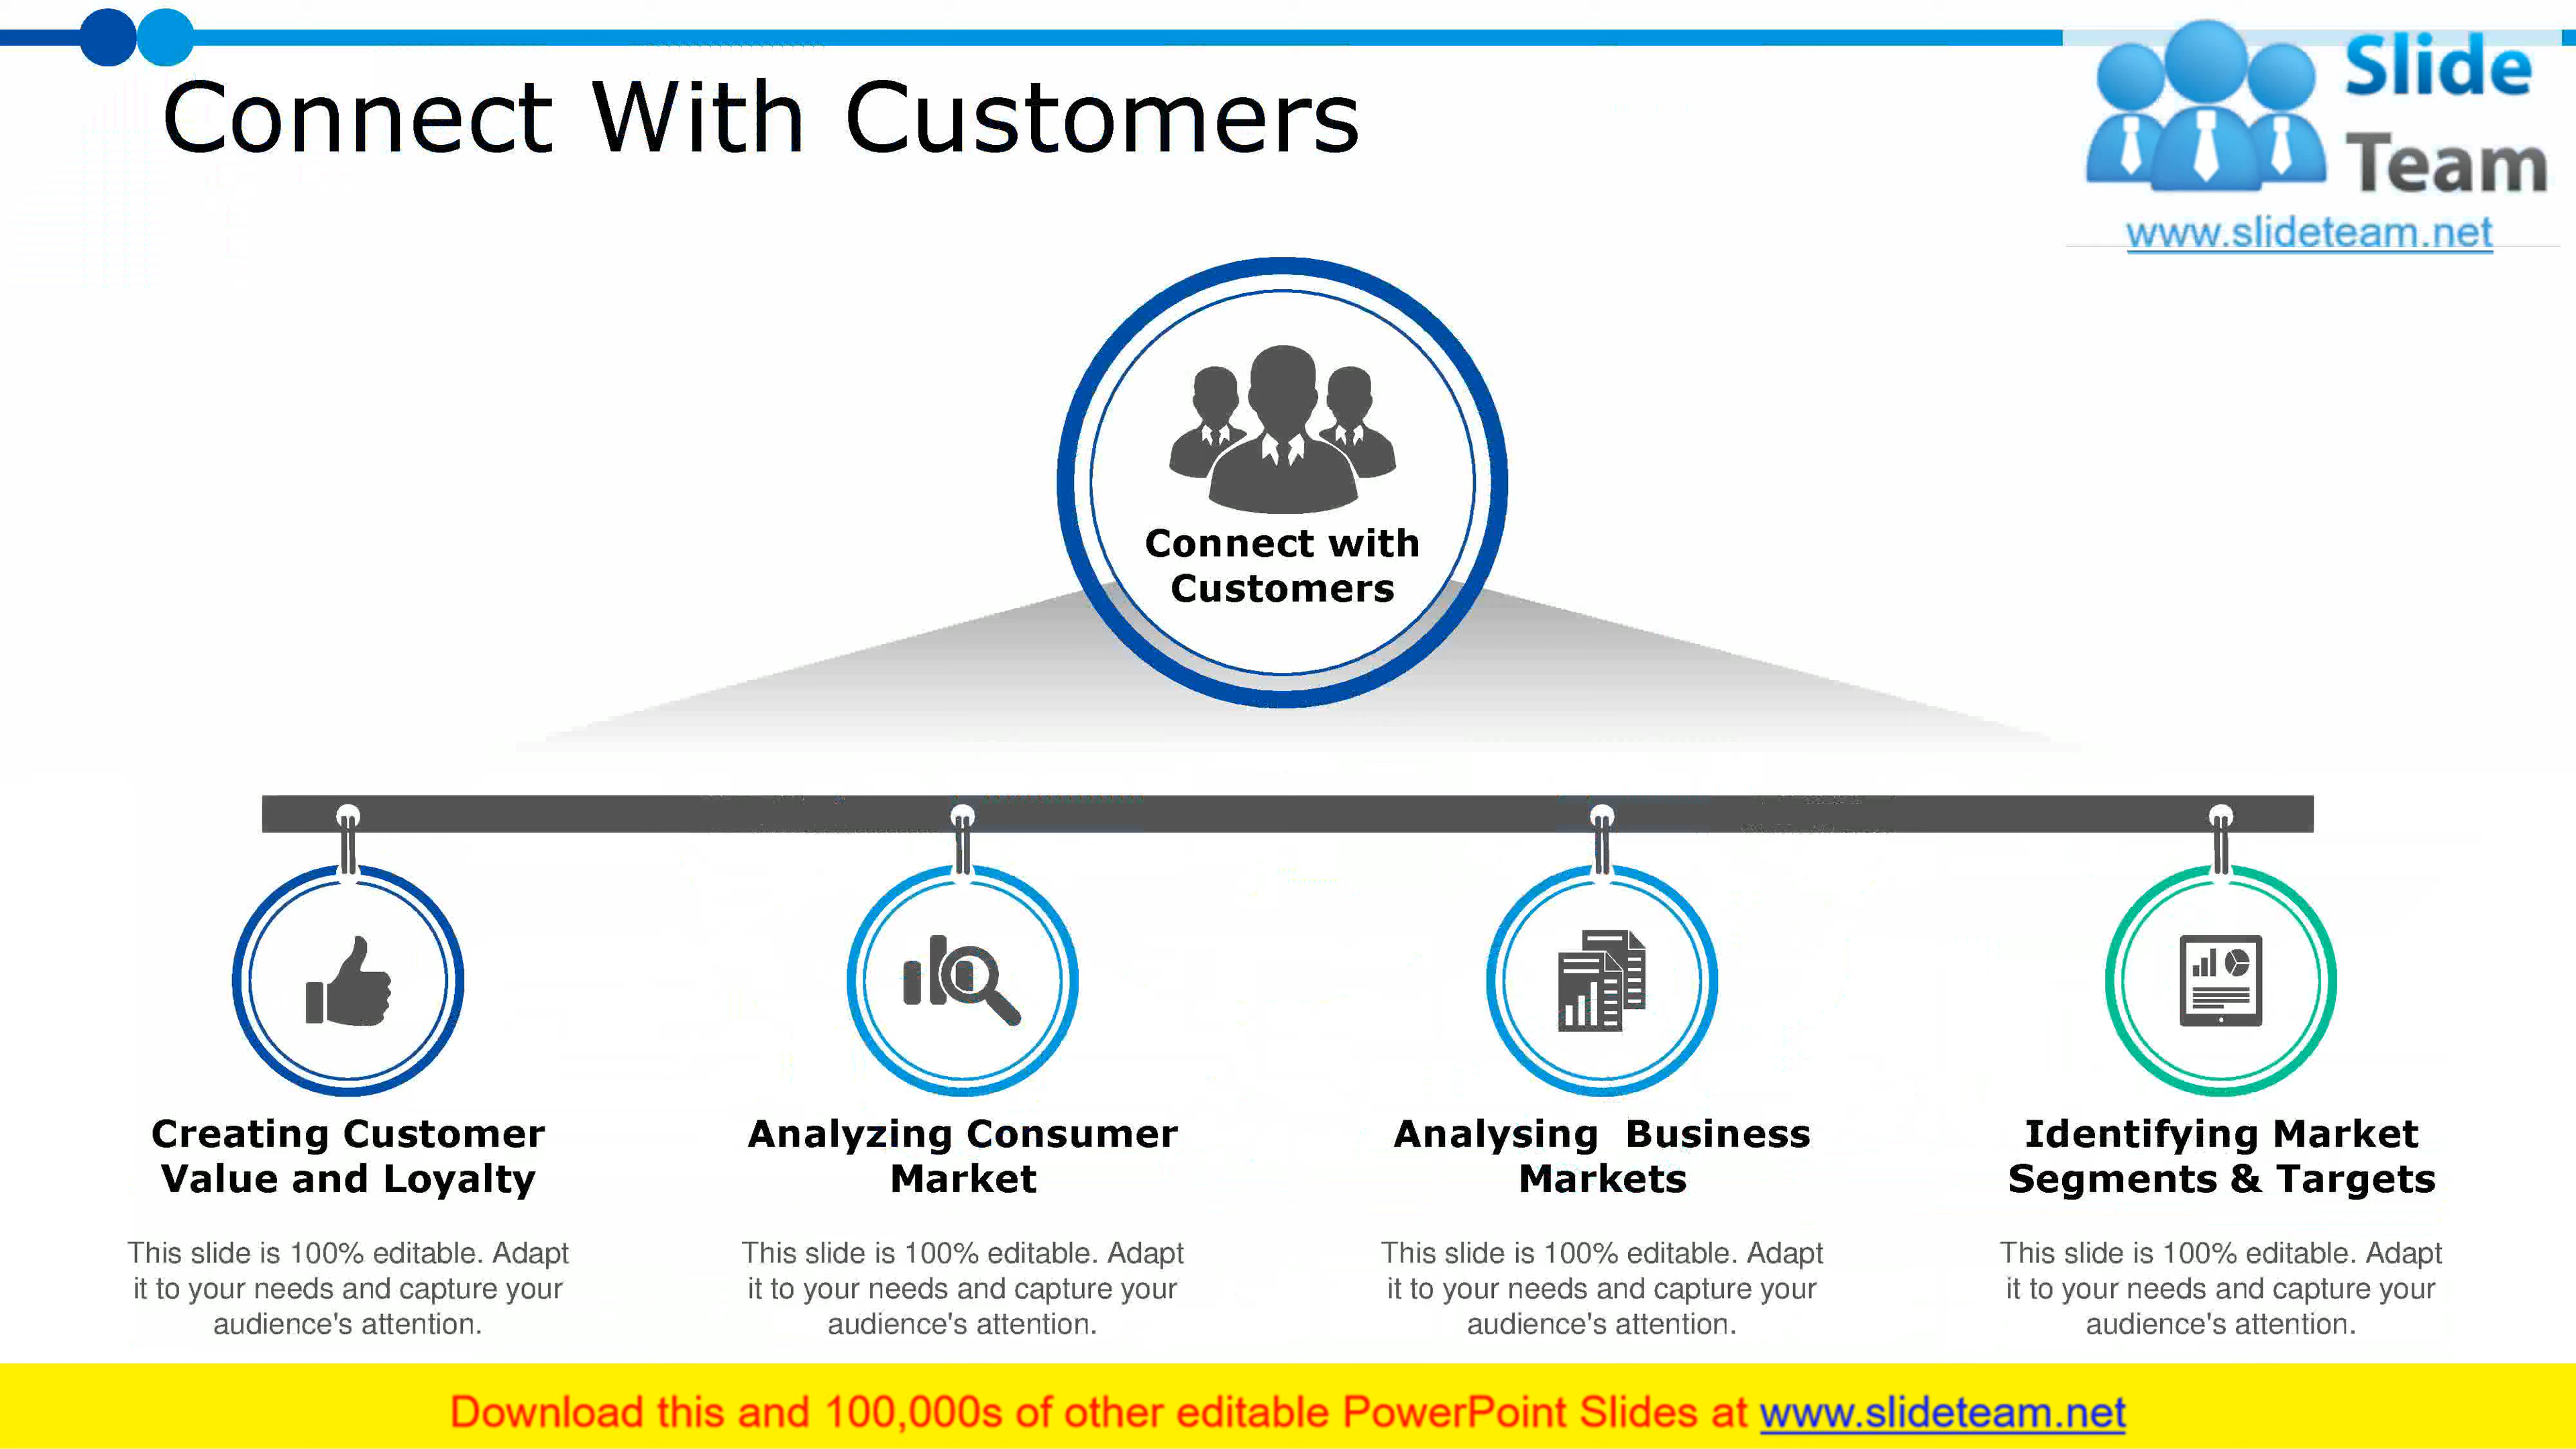 Connect With Customers
Slide
Team
www.slideteam.net
Connect with
Customers
Creating Customer
Value and Loyalty
This slide is 100% editable. Adapt
it to your needs and capture your
audience's attention.
Analyzing Consumer
Market
This slide is 100% editable. Adapt
it to your needs and capture your
audience's attention.
Analysing Business
Markets
This slide is 100% editable. Adapt
it to your needs and capture your
audience's attention.
Identifying Market
Segments & Targets
This slide is 100% editable. Adapt
it to your needs and capture your
audience's attention.
Download this and 100,000s of other editable PowerPoint Slides at www.slideteam.net